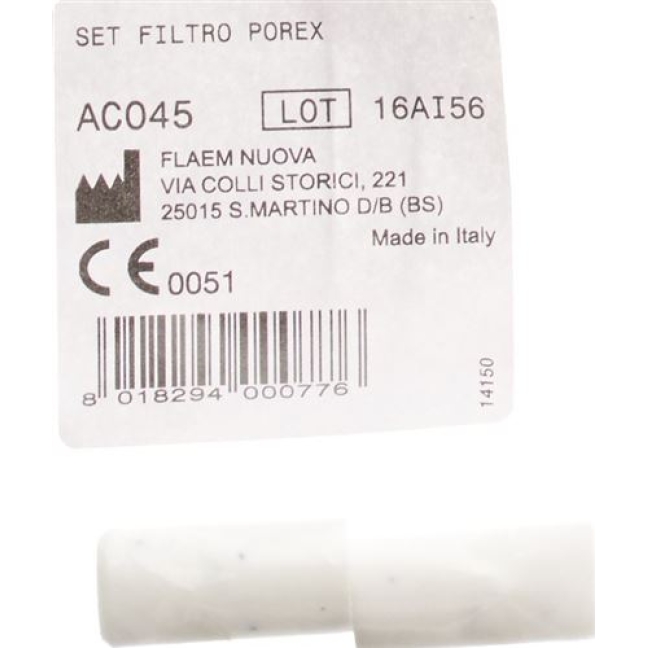 SET FILTRO POREX
AC045 LOT 16AI56
FLAEM NUOVA
VIA COLLI STORICI, 221
25015 S.MARTINO D/B (BS)
Made in Italy
CE 0051
8 018294 000776
14150